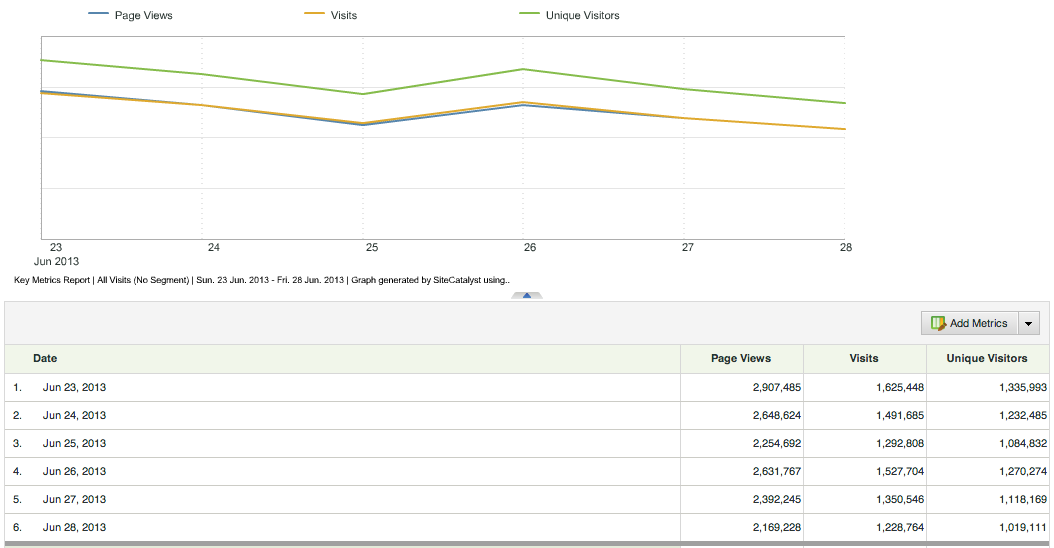 Page Views Visits Unique Visitors
23 24 25 26 27 28
Jun 2013
Key Metrics Report | All Visits (No Segment) | Sun. 23 Jun. 2013 - Fri. 28 Jun. 2013 | Graph generated by SiteCatalyst using..
Add Metrics
Date Page Views Visits Unique Visitors
1. Jun 23, 2013 2,907,485 1,625,448 1,335,993
2. Jun 24, 2013 2,648,624 1,491,685 1,232,485
3. Jun 25, 2013 2,254,692 1,292,808 1,084,832
4. Jun 26, 2013 2,631,767 1,527,704 1,270,274
5. Jun 27, 2013 2,392,245 1,350,546 1,118,169
6. Jun 28, 2013 2,169,228 1,228,764 1,019,111